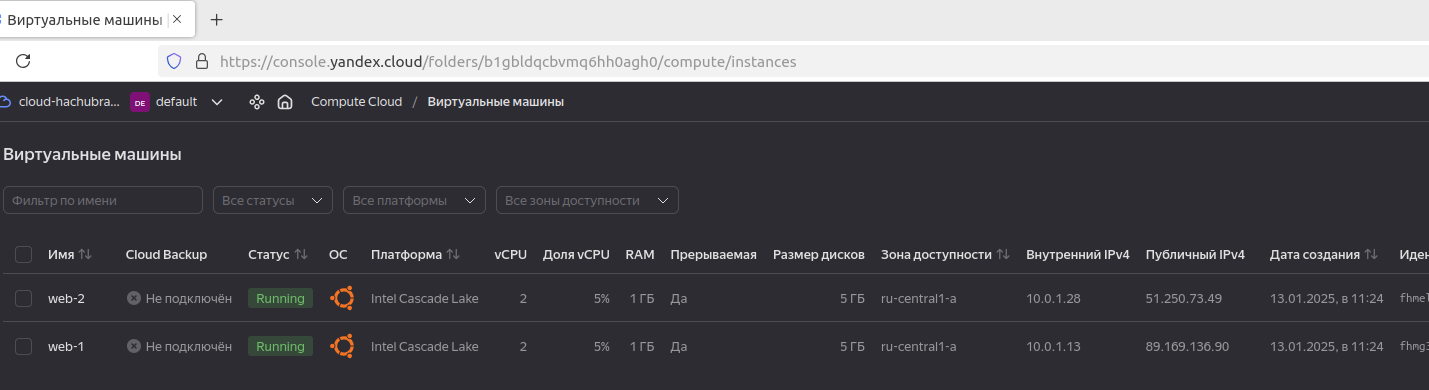 Виртуальные машины
https://console.yandex.cloud/folders/b1gbldqcbvmq6hh0agh0/compute/instances
cloud-hachubra... DE default Compute Cloud / Виртуальные машины
Виртуальные машины
Фильтр по имени Все статусы Все платформы Все зоны доступности
Имя Cloud Backup Статус ОС Платформа vCPU Доля vCPU RAM Прерываемая Размер дисков Зона доступности Внутренний IPv4 Публичный IPv4 Дата создания Иден
web-2 Не подключён Running Intel Cascade Lake 2 5% 1 ГБ Да 5 ГБ ru-central1-a 10.0.1.28 51.250.73.49 13.01.2025, в 11:24 fhme
web-1 Не подключён Running Intel Cascade Lake 2 5% 1 ГБ Да 5 ГБ ru-central1-a 10.0.1.13 89.169.136.90 13.01.2025, в 11:24 fhmg